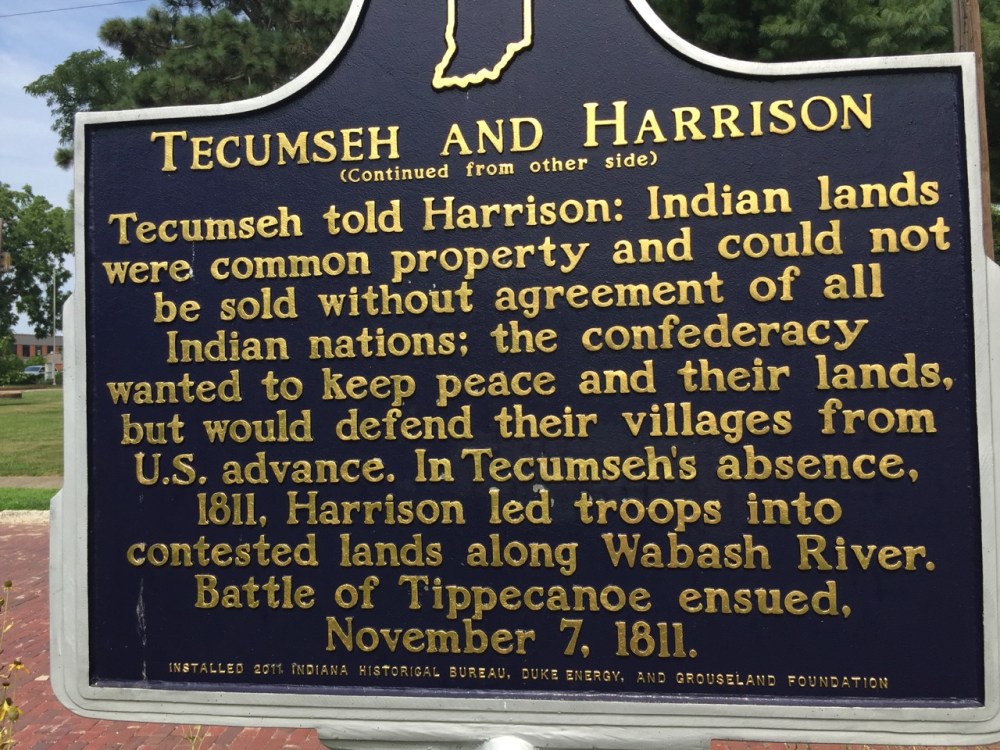 TECUMSEH AND HARRISON
(Continued from other side)
Tecumseh told Harrison: Indian lands
were common property and could not
be sold without agreement of all
Indian nations; the confederacy
wanted to keep peace and their lands,
but would defend their villages from
U.S. advance. In Tecumseh's absence,
1811, Harrison led troops into
contested lands along Wabash River.
Battle of Tippecanoe ensued,
November 7, 1811.
INSTALLED 2011 INDIANA HISTORICAL BUREAU, DUKE ENERGY, AND GROUSELAND FOUNDATION